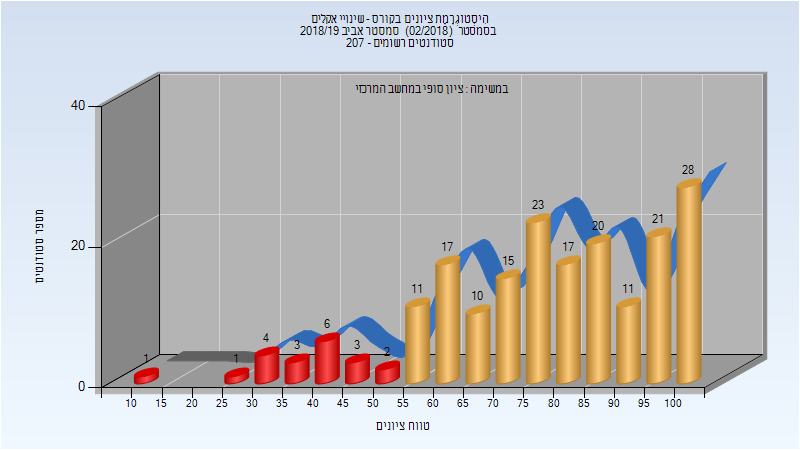 היסטוגרמת ציונים בקורס - שינויי אקלים
בסמסטר (02/2018) סמסטר אביב 2018/19
סטודנטים רשומים - 207
במשימה : ציון סופי במחשב המרכזי
מספר סטודנטים
40
20
0
1
1
4
3
6
3
2
11
17
10
15
23
17
20
11
21
28
10 15 20 25 30 35 40 45 50 55 60 65 70 75 80 85 90 95 100
טווח ציונים